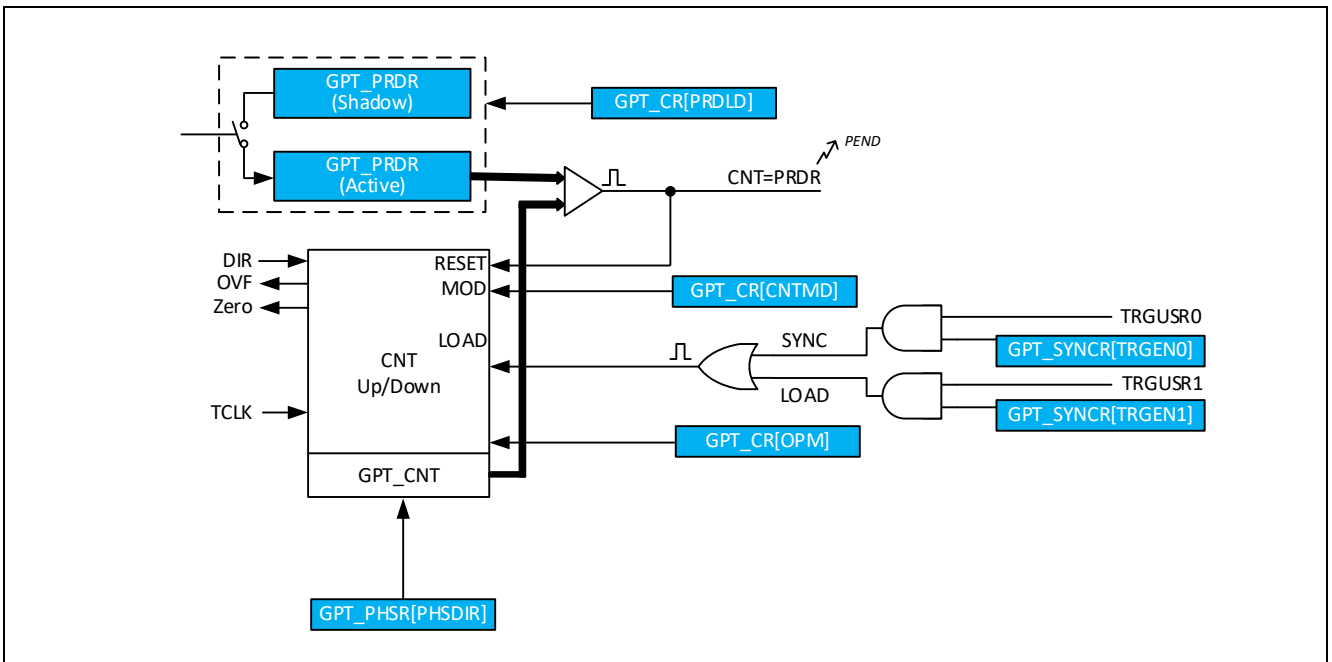 GPT_PRDR
(Shadow)
GPT_CR[PRDLD]
PEND
GPT_PRDR
(Active)
CNT=PRDR
DIR
OVF
Zero
RESET
MOD
GPT_CR[CNTMD]
TRGUSR0
LOAD
SYNC
GPT_SYNCR[TRGEN0]
CNT
Up/Down
LOAD
TRGUSR1
GPT_SYNCR[TRGEN1]
TCLK
GPT_CR[OPM]
GPT_CNT
GPT_PHSR[PHSDIR]